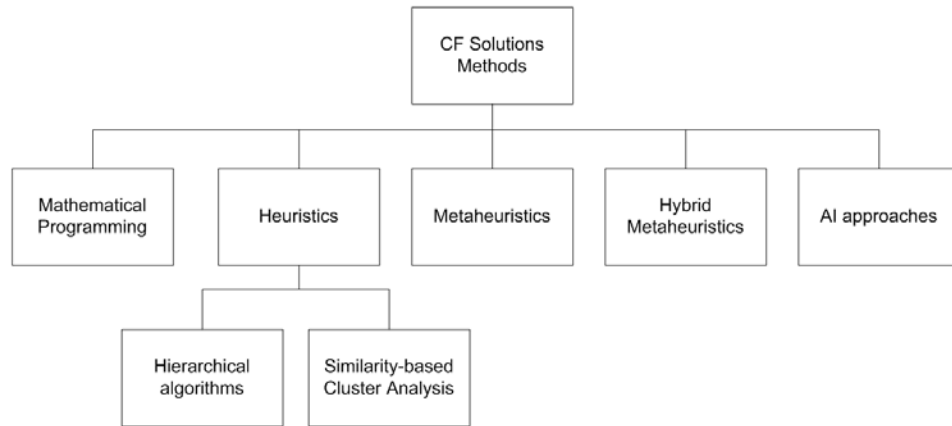 CF Solutions
Methods
Mathematical
Programming
Heuristics
Metaheuristics
Hybrid
Metaheuristics
AI approaches
Hierarchical
algorithms
Similarity-based
Cluster Analysis